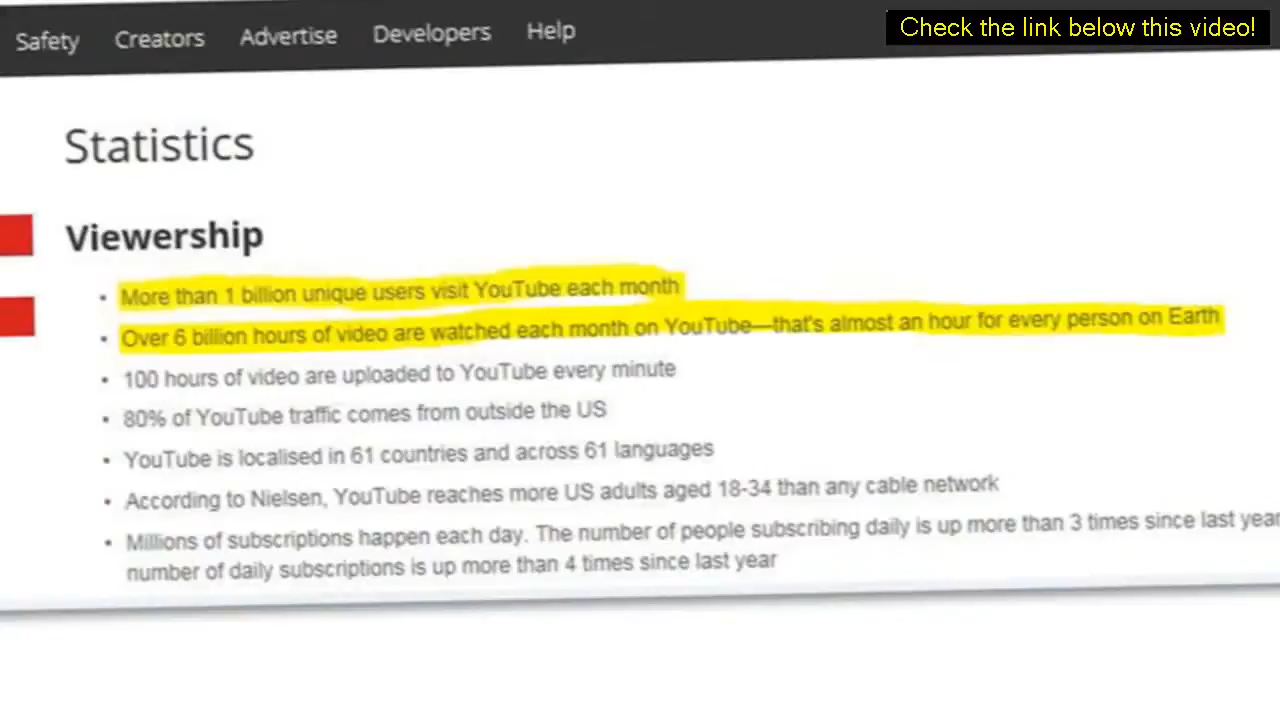 Safety Creators Advertise Developers Help
Check the link below this video!
Statistics
Viewership
• More than 1 billion unique users visit YouTube each month
• Over 6 billion hours of video are watched each month on YouTube—that's almost an hour for every person on Earth
• 100 hours of video are uploaded to YouTube every minute
• 80% of YouTube traffic comes from outside the US
• YouTube is localised in 61 countries and across 61 languages
• According to Nielsen, YouTube reaches more US adults aged 18-34 than any cable network
• Millions of subscriptions happen each day. The number of people subscribing daily is up more than 3 times since last year
number of daily subscriptions is up more than 4 times since last year